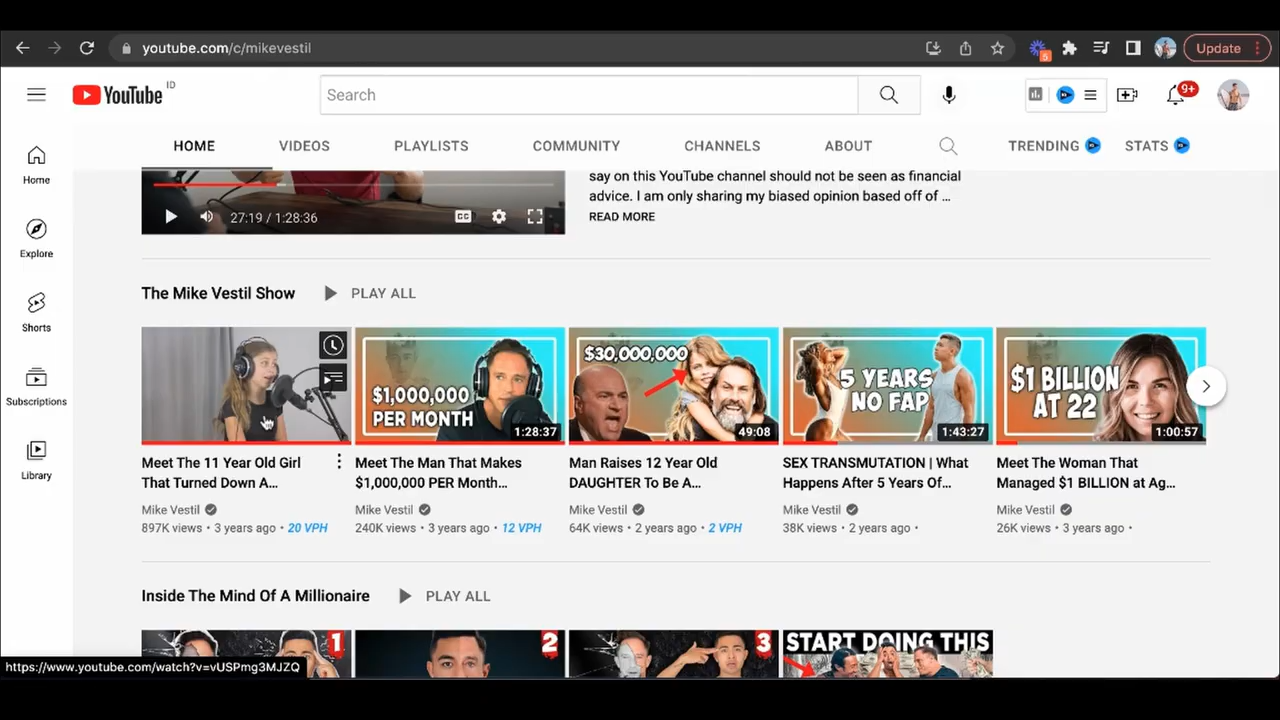 youtube.com/c/mikevestil
5
Update
YouTube ID
Search
9+
HOME
VIDEOS
PLAYLISTS
COMMUNITY
CHANNELS
ABOUT
TRENDING
STATS
Home
Explore
Shorts
Subscriptions
Library
27:19 / 1:28:36
CC
say on this YouTube channel should not be seen as financial
advice. I am only sharing my biased opinion based off of ...
READ MORE
The Mike Vestil Show
PLAY ALL
$1,000,000
PER MONTH
1:28:37
$30,000,000
49:08
5 YEARS
NO FAP
1:43:27
$1 BILLION
AT 22
1:00:57
Meet The 11 Year Old Girl
That Turned Down A...
Mike Vestil
897K views • 3 years ago • 20 VPH
Meet The Man That Makes
$1,000,000 PER Month...
Mike Vestil
240K views • 3 years ago • 12 VPH
Man Raises 12 Year Old
DAUGHTER To Be A...
Mike Vestil
64K views • 2 years ago • 2 VPH
SEX TRANSMUTATION | What
Happens After 5 Years Of...
Mike Vestil
38K views • 2 years ago •
Meet The Woman That
Managed $1 BILLION at Ag...
Mike Vestil
26K views • 3 years ago •
Inside The Mind Of A Millionaire
PLAY ALL
1
2
3
START DOING THIS
https://www.youtube.com/watch?v=vUSPmg3MJZQ